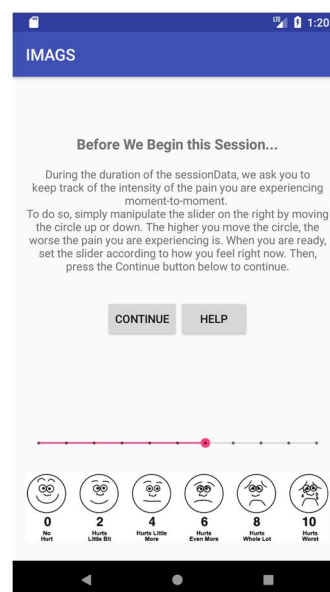 LTE 1:20
IMAGS
Before We Begin this Session...
During the duration of the sessionData, we ask you to
keep track of the intensity of the pain you are experiencing
moment-to-moment.
To do so, simply manipulate the slider on the right by moving
the circle up or down. The higher you move the circle, the
worse the pain you are experiencing is. When you are ready,
set the slider according to how you feel right now. Then,
press the Continue button below to continue.
CONTINUE HELP
0 2 4 6 8 10
No Hurts Hurts Little Hurts Hurts Hurts
Hurt Little Bit More Even More Whole Lot Worst